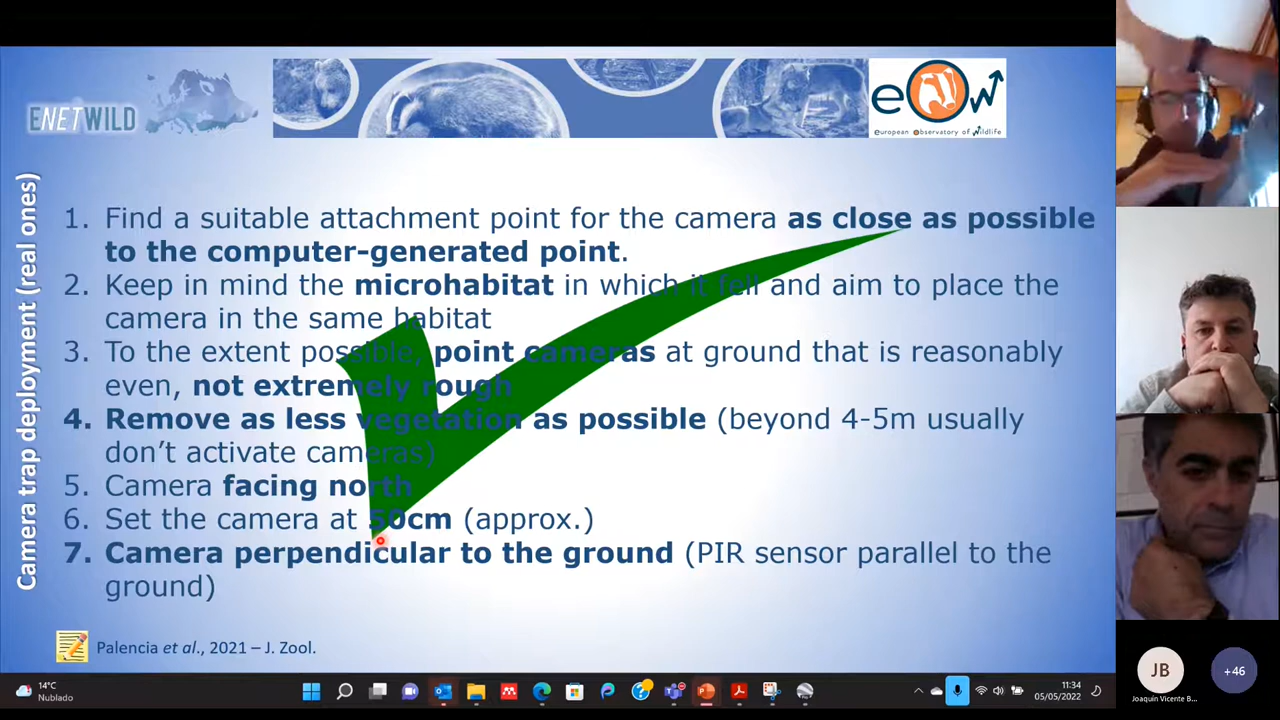 ENETWILD
eOw
european observatory of wildlife
Camera trap deployment (real ones)
1. Find a suitable attachment point for the camera as close as possible
to the computer-generated point.
2. Keep in mind the microhabitat in which it fell and aim to place the
camera in the same habitat
3. To the extent possible, point cameras at ground that is reasonably
even, not extremely rough
4. Remove as less vegetation as possible (beyond 4-5m usually
don't activate cameras)
5. Camera facing north
6. Set the camera at 50cm (approx.)
7. Camera perpendicular to the ground (PIR sensor parallel to the
ground)
Palencia et al., 2021 – J. Zool.
JB
+46
Joaquín Vicente B...
14°C
Nublado
11:34
05/05/2022